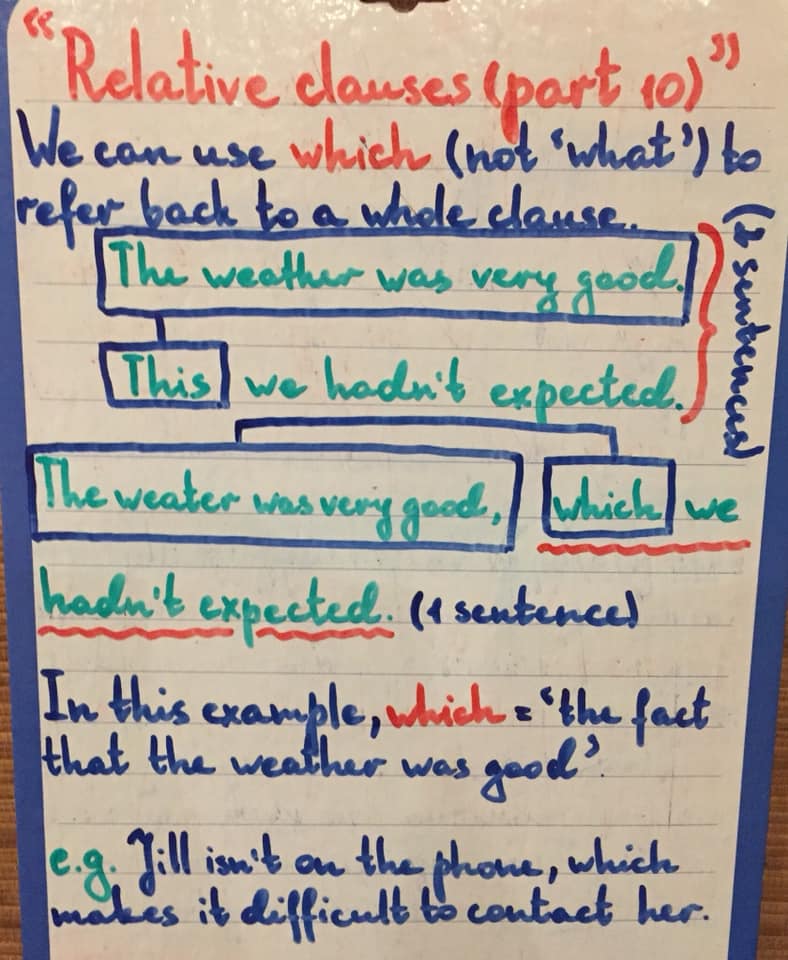 “Relative clauses (part 10)”
We can use which (not ‘what’) to
refer back to a whole clause.
The weather was very good.
This we hadn't expected.
(2 sentences)
The weater was very good, which we
hadn't expected. (1 sentence)
In this example, which = ‘the fact
that the weather was good’.
e.g. Jill isn't on the phone, which
makes it difficult to contact her.